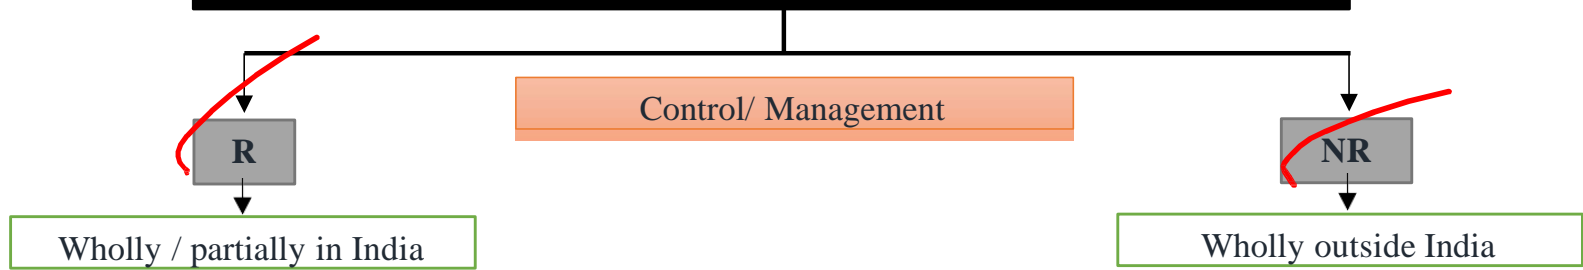 Control/ Management
R
NR
Wholly / partially in India
Wholly outside India